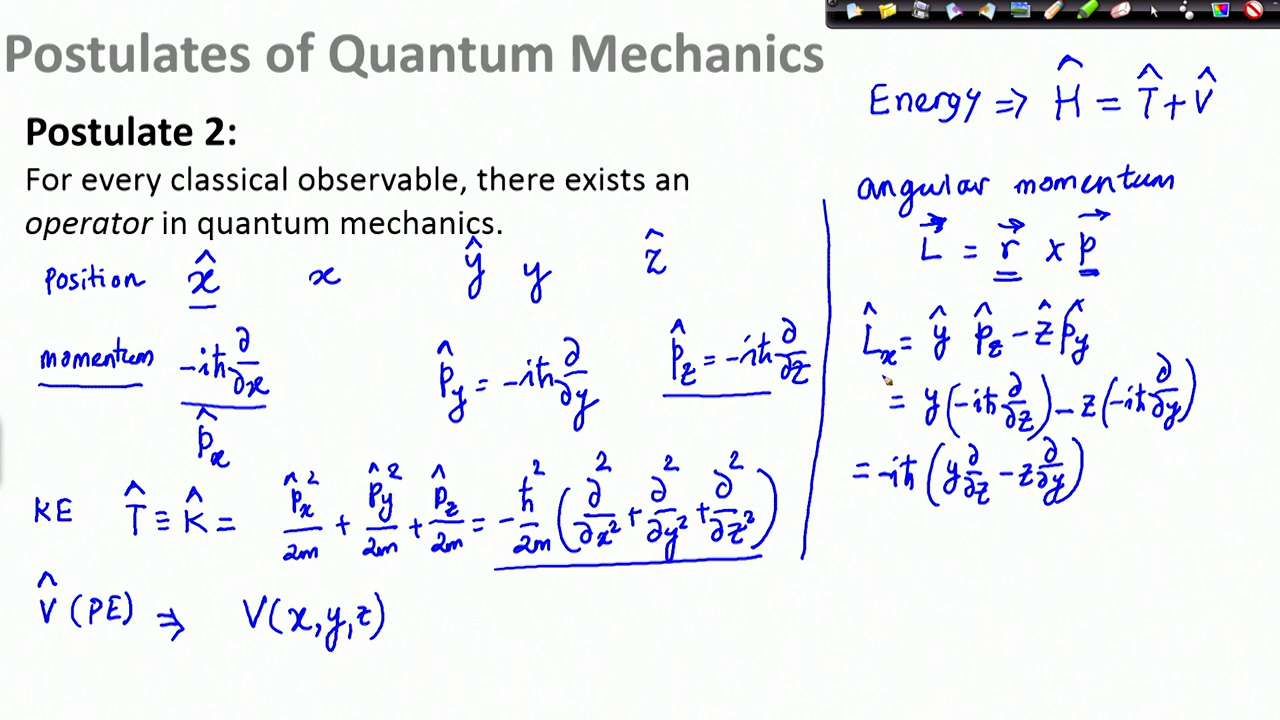 Postulates of Quantum Mechanics
Postulate 2:
For every classical observable, there exists an
operator in quantum mechanics.
Position x̂ x ŷ y ẑ
momentum -iħ ∂/∂x p̂y = -iħ ∂/∂y p̂z = -iħ ∂/∂z
p̂x
KE T̂ ≡ K̂ = p̂x²/2m + p̂y²/2m + p̂z/2m = -ħ²/2m (∂²/∂x² + ∂²/∂y² + ∂²/∂z²)
V̂ (PE) ⇒ V(x,y,z)
Energy ⇒ Ĥ = T̂ + V̂
angular momentum
L⃗ = r⃗ x p⃗
L̂x = ŷ p̂z - ẑ p̂y
= y(-iħ ∂/∂z) - z(-iħ ∂/∂y)
= -iħ (y ∂/∂z - z ∂/∂y)